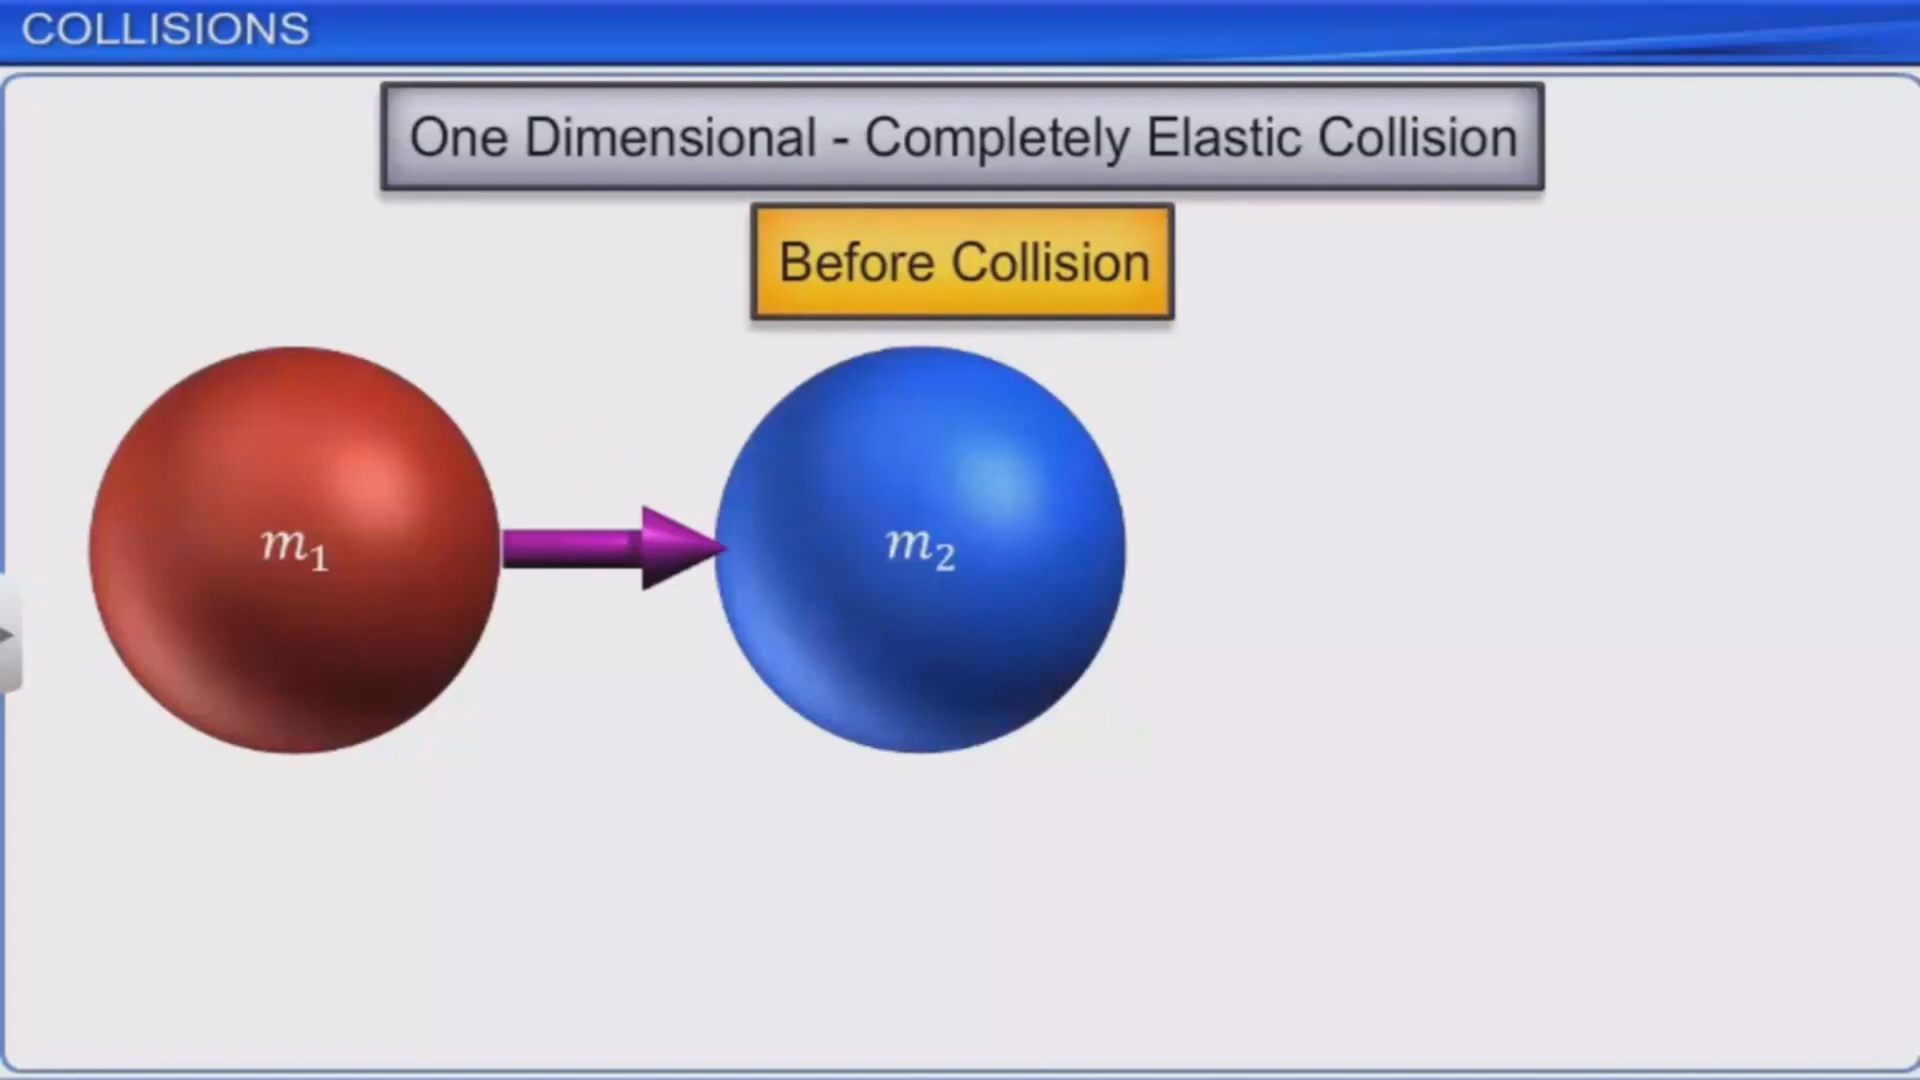 COLLISIONS
One Dimensional - Completely Elastic Collision
Before Collision
m₁
m₂